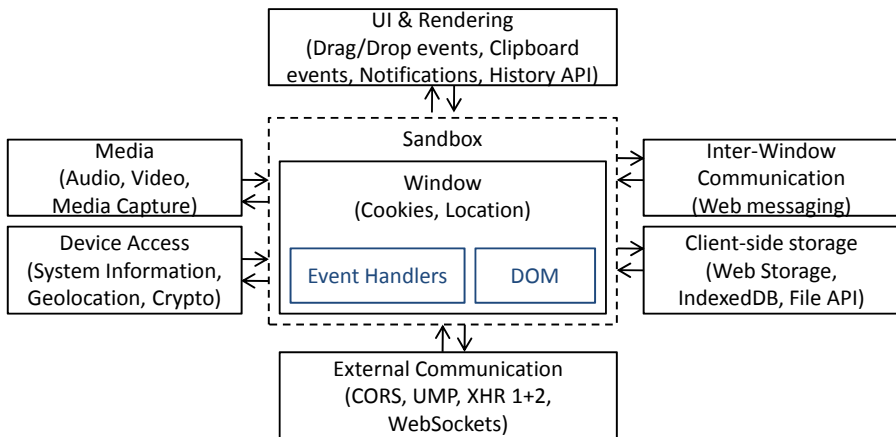 UI & Rendering
(Drag/Drop events, Clipboard
events, Notifications, History API)
Sandbox
Media
(Audio, Video,
Media Capture)
Window
(Cookies, Location)
Inter-Window
Communication
(Web messaging)
Device Access
(System Information,
Geolocation, Crypto)
Event Handlers
DOM
Client-side storage
(Web Storage,
IndexedDB, File API)
External Communication
(CORS, UMP, XHR 1+2,
WebSockets)